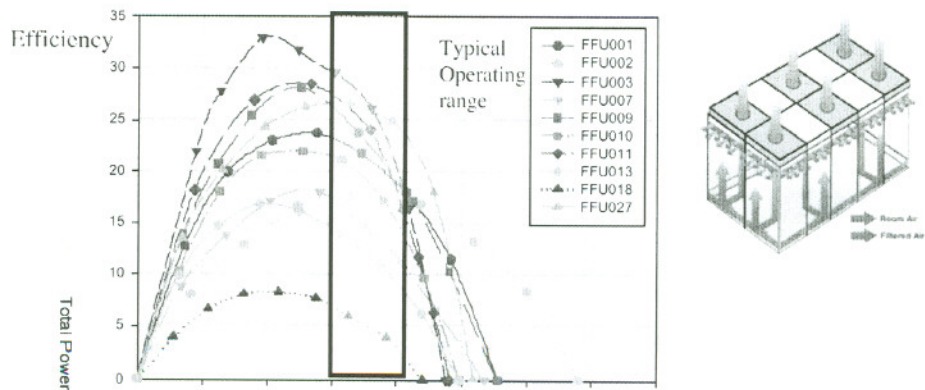 35
Efficiency
30
25
20
15
10
5
0
Total Power
Typical
Operating
range
FFU001
FFU002
FFU003
FFU007
FFU009
FFU010
FFU011
FFU013
FFU018
FFU027
Room Air
Filtered Air